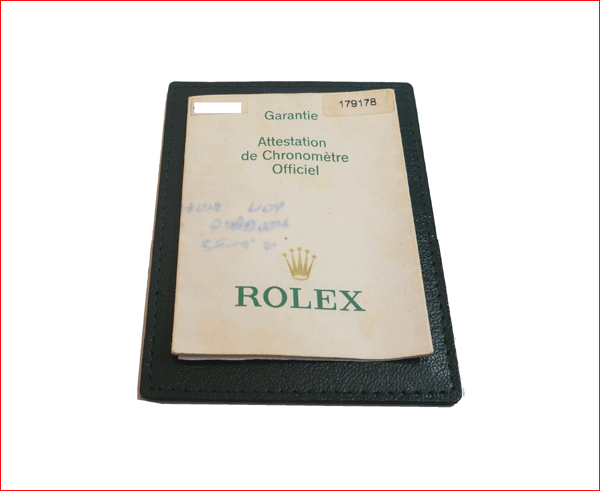 179178
Garantie
Attestation
de Chronomètre
Officiel
ROLEX